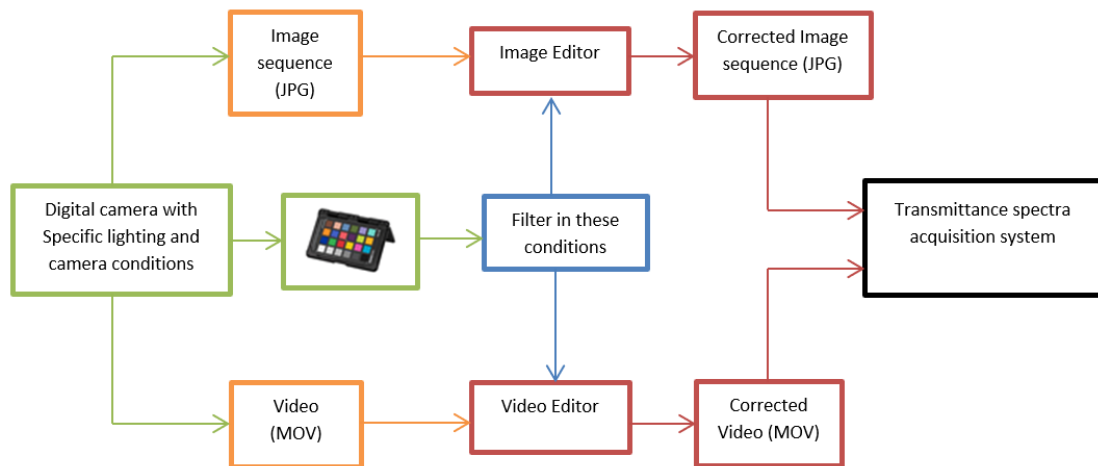 Image
sequence
(JPG)
Image Editor
Corrected Image
sequence (JPG)
Digital camera with
Specific lighting and
camera conditions
Filter in these
conditions
Transmittance spectra
acquisition system
Video
(MOV)
Video Editor
Corrected
Video (MOV)